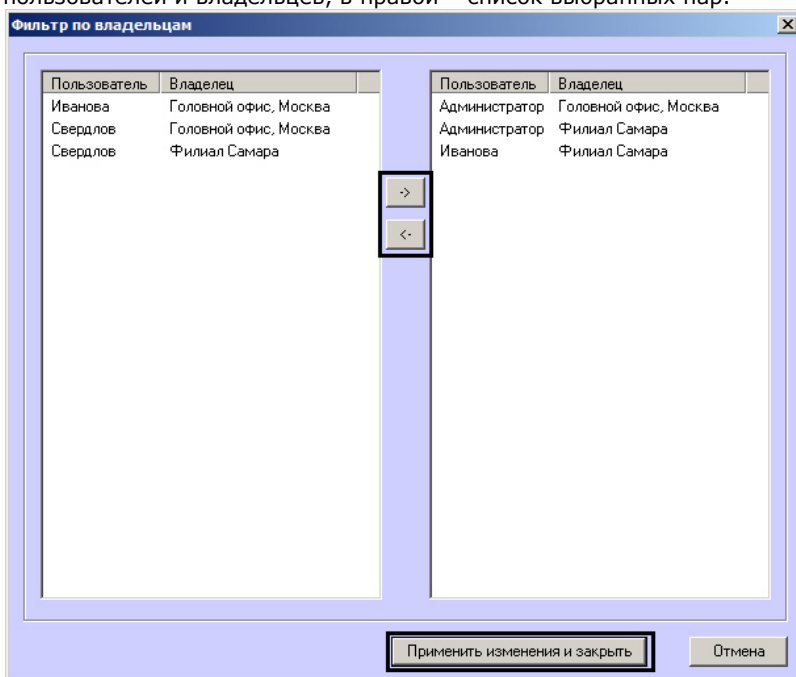 пользователей и владельцев, в правой – список выбранных пар.
Фильтр по владельцам
Пользователь Владелец
Иванова Головной офис, Москва
Свердлов Головной офис, Москва
Свердлов Филиал Самара
->
<-
Пользователь Владелец
Администратор Головной офис, Москва
Администратор Филиал Самара
Иванова Филиал Самара
Применить изменения и закрыть Отмена